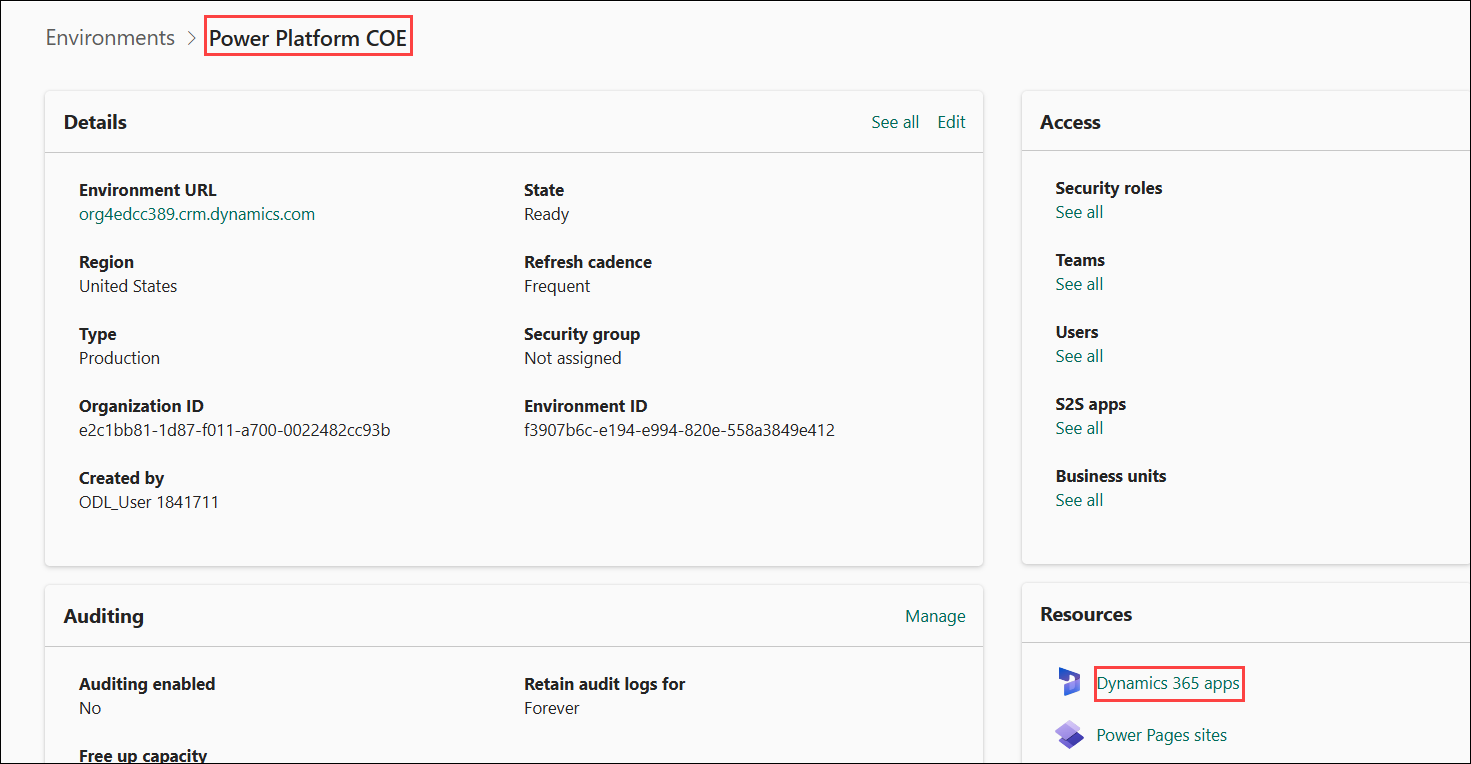 Environments > Power Platform COE
Details
See all Edit
Environment URL
org4edcc389.crm.dynamics.com
State
Ready
Region
United States
Refresh cadence
Frequent
Type
Production
Security group
Not assigned
Organization ID
e2c1bb81-1d87-f011-a700-0022482cc93b
Environment ID
f3907b6c-e194-e994-820e-558a3849e412
Created by
ODL_User 1841711
Access
Security roles
See all
Teams
See all
Users
See all
S2S apps
See all
Business units
See all
Auditing
Manage
Auditing enabled
No
Retain audit logs for
Forever
Free up capacity
Resources
Dynamics 365 apps
Power Pages sites